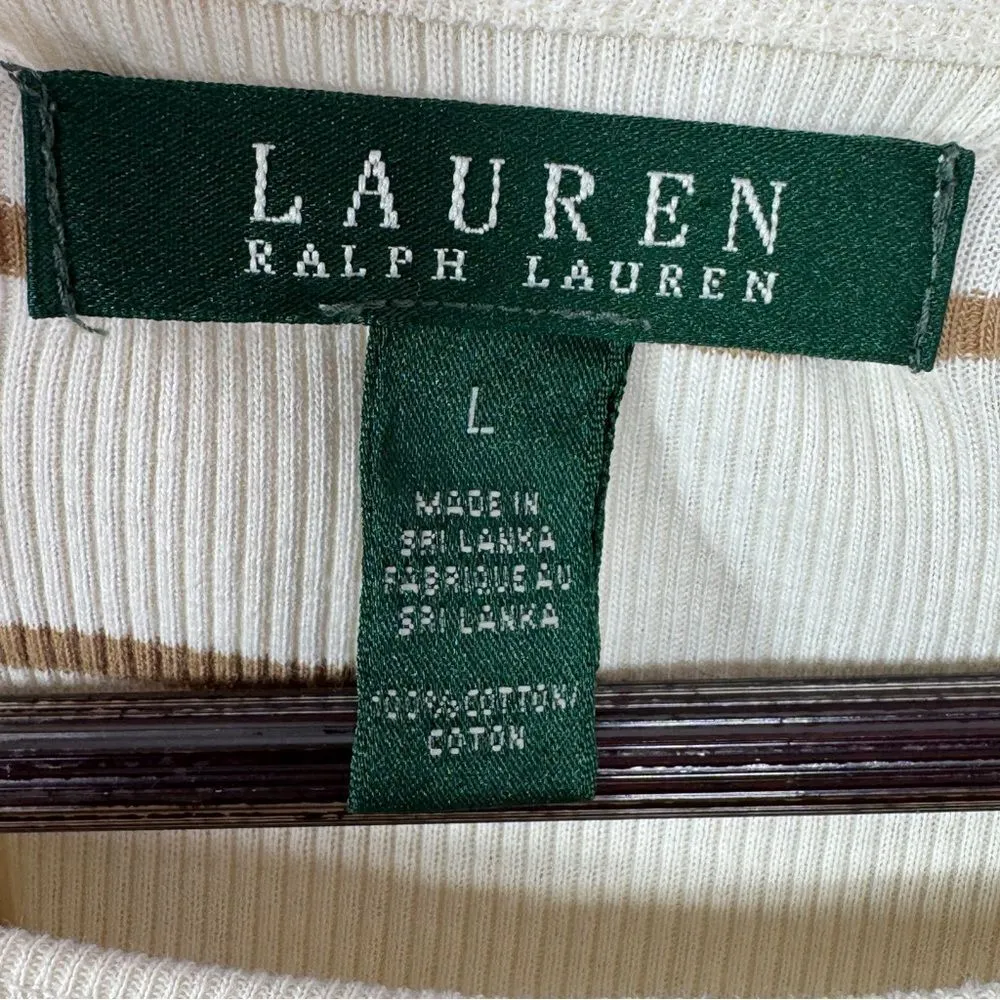 LAUREN
RALPH LAUREN
L
MADE IN
SRI LANKA
FABRIQUE AU
SRI LANKA
100% COTTON/
COTON